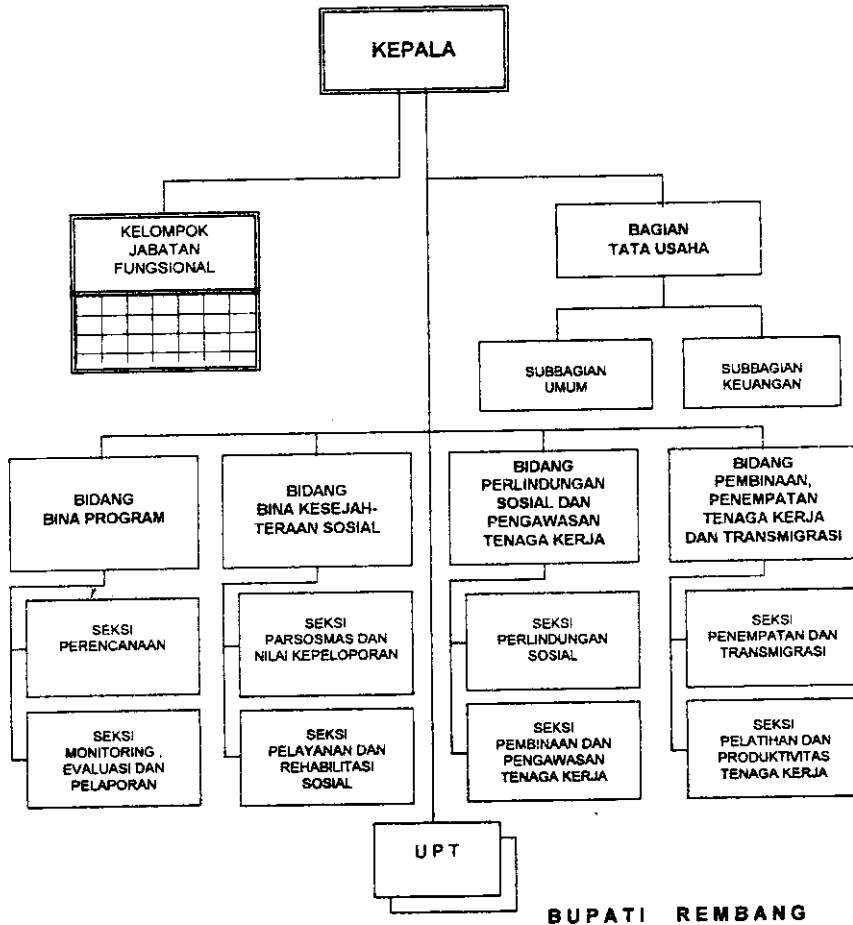 KEPALA
KELOMPOK
JABATAN
FUNGSIONAL
BAGIAN
TATA USAHA
SUBBAGIAN
UMUM
SUBBAGIAN
KEUANGAN
BIDANG
BINA PROGRAM
BIDANG
BINA KESEJAH-
TERAAN SOSIAL
BIDANG
PERLINDUNGAN
SOSIAL DAN
PENGAWASAN
TENAGA KERJA
BIDANG
PEMBINAAN,
PENEMPATAN
TENAGA KERJA
DAN TRANSMIGRASI
SEKSI
PERENCANAAN
SEKSI
PARSOSMAS DAN
NILAI KEPELOPORAN
SEKSI
PERLINDUNGAN
SOSIAL
SEKSI
PENEMPATAN DAN
TRANSMIGRASI
SEKSI
MONITORING ,
EVALUASI DAN
PELAPORAN
SEKSI
PELAYANAN DAN
REHABILITASI
SOSIAL
SEKSI
PEMBINAAN DAN
PENGAWASAN
TENAGA KERJA
SEKSI
PELATIHAN DAN
PRODUKTIVITAS
TENAGA KERJA
UPT
BUPATI REMBANG